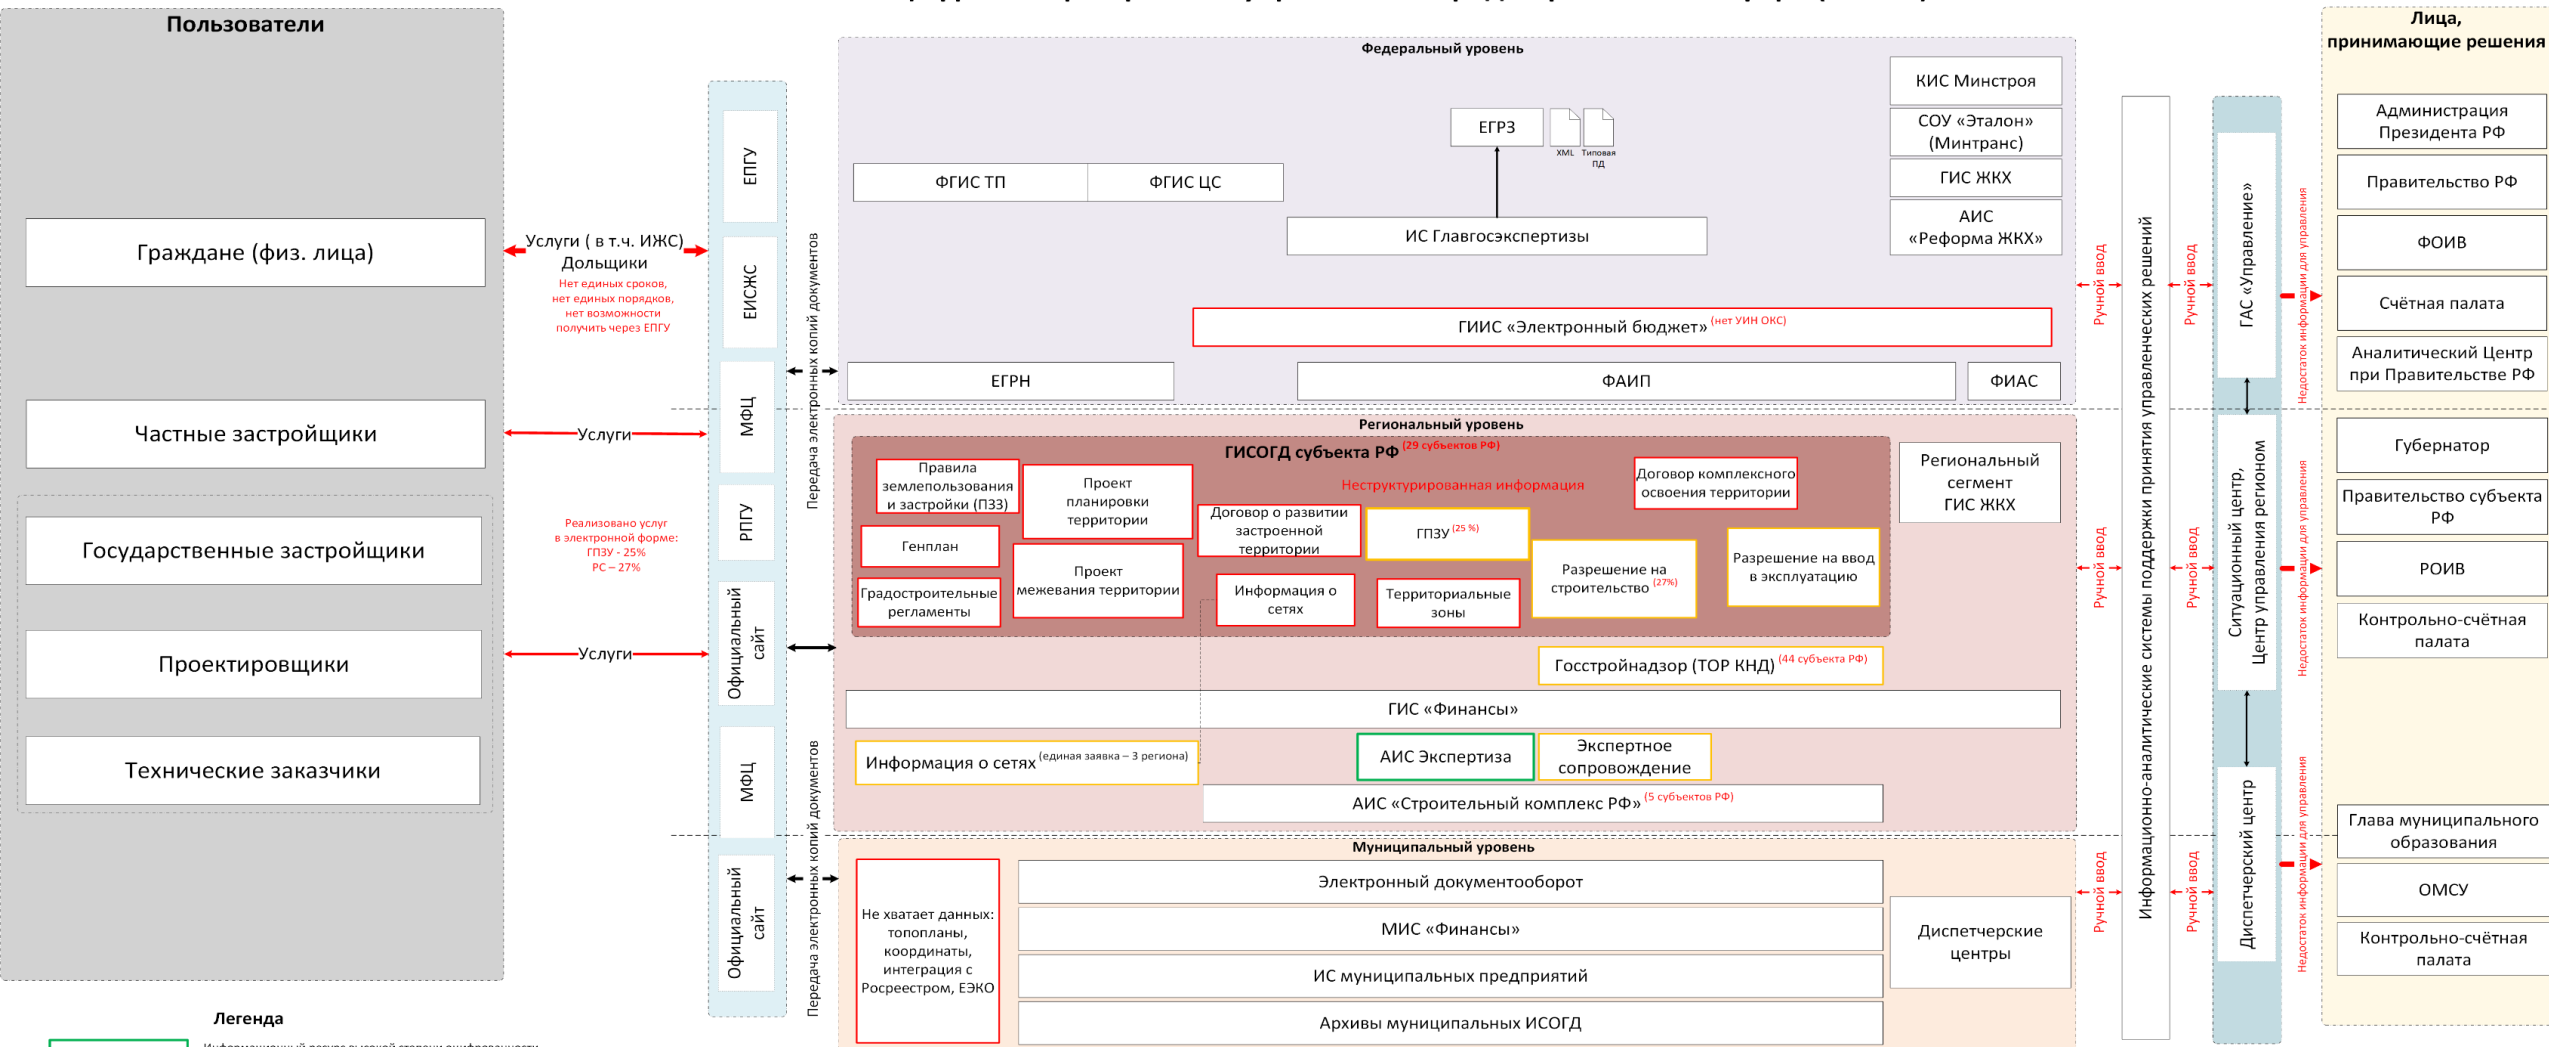 Пользователи
Граждане (физ. лица)
Частные застройщики
Государственные застройщики
Проектировщики
Технические заказчики
Легенда
Услуги ( в т.ч. ИЖС)
Дольщики
Нет единых сроков,
нет единых порядков,
нет возможности
получить через ЕПГУ
Услуги
Реализовано услуг
в электронной форме:
ГПЗУ - 25%
РС – 27%
Услуги
ЕПГУ
ЕИСЖС
МФЦ
РПГУ
Официальный
сайт
МФЦ
Официальный
сайт
Передача электронных копий документов
Передача электронных копий документов
Федеральный уровень
КИС Минстроя
СОУ «Эталон»
(Минтранс)
ГИС ЖКХ
АИС
«Реформа ЖКХ»
ЕГРЗ
XML
Типовая
ПД
ФГИС ТП
ФГИС ЦС
ИС Главгосэкспертизы
ГИИС «Электронный бюджет» (нет УИН ОКС)
ЕГРН
ФАИП
ФИАС
Региональный уровень
ГИСОГД субъекта РФ (29 субъектов РФ)
Правила
землепользования
и застройки (ПЗЗ)
Проект
планировки
территории
Неструктурированная информация
Договор комплексного
освоения территории
Генплан
Договор о развитии
застроенной
территории
ГПЗУ (25 %)
Разрешение на
строительство (27%)
Разрешение на ввод
в эксплуатацию
Градостроительные
регламенты
Проект
межевания территории
Информация о
сетях
Территориальные
зоны
Региональный
сегмент
ГИС ЖКХ
Госстройнадзор (ТОР КНД) (44 субъекта РФ)
ГИС «Финансы»
Информация о сетях (единая заявка – 3 региона)
АИС Экспертиза
Экспертное
сопровождение
АИС «Строительный комплекс РФ» (5 субъектов РФ)
Муниципальный уровень
Не хватает данных:
топопланы,
координаты,
интеграция с
Росреестром, ЕЭКО
Электронный документооборот
МИС «Финансы»
ИС муниципальных предприятий
Архивы муниципальных ИСОГД
Диспетчерские
центры
Ручной ввод
Ручной ввод
Ручной ввод
Информационно-аналитические системы поддержки принятия управленческих решений
Ручной ввод
Ручной ввод
Ручной ввод
ГАС «Управление»
Ситуационный центр,
Центр управления регионом
Диспетчерский центр
Недостаток информации для управления
Недостаток информации для управления
Недостаток информации для управления
Лица,
принимающие решения
Администрация
Президента РФ
Правительство РФ
ФОИВ
Счётная палата
Аналитический Центр
при Правительстве РФ
Губернатор
Правительство субъекта
РФ
РОИВ
Контрольно-счётная
палата
Глава муниципального
образования
ОМСУ
Контрольно-счётная
палата